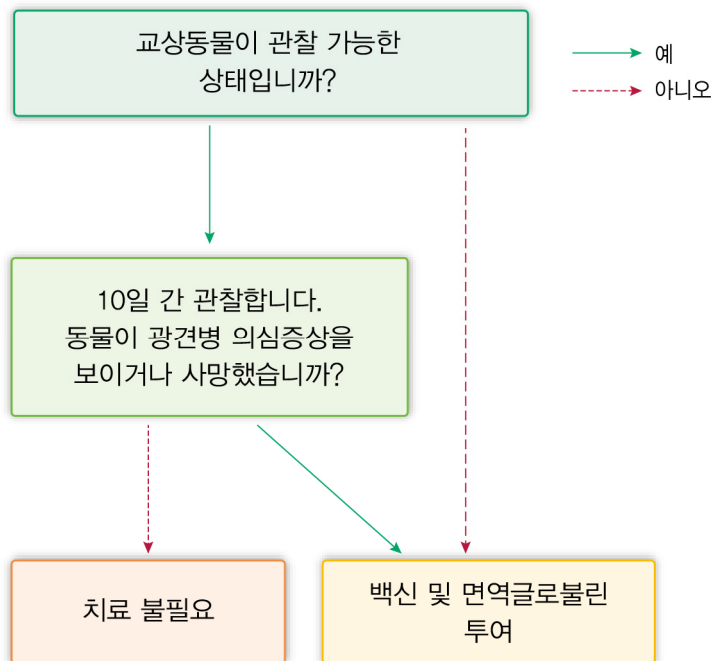 교상동물이 관찰 가능한
상태입니까?
예
아니오
10일 간 관찰합니다.
동물이 광견병 의심증상을
보이거나 사망했습니까?
치료 불필요
백신 및 면역글로불린
투여